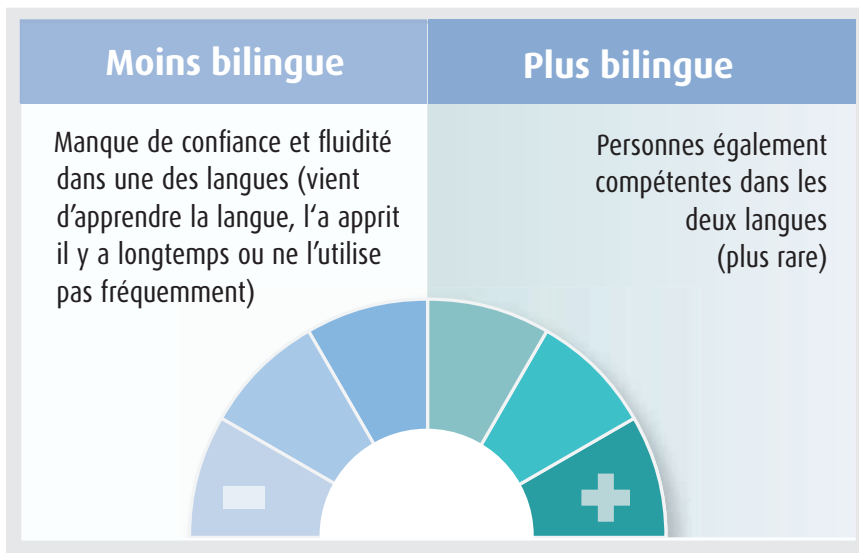 Moins bilingue
Plus bilingue
Manque de confiance et fluidité
dans une des langues (vient
d’apprendre la langue, l‘a apprit
il y a longtemps ou ne l’utilise
pas fréquemment)
Personnes également
compétentes dans les
deux langues
(plus rare)